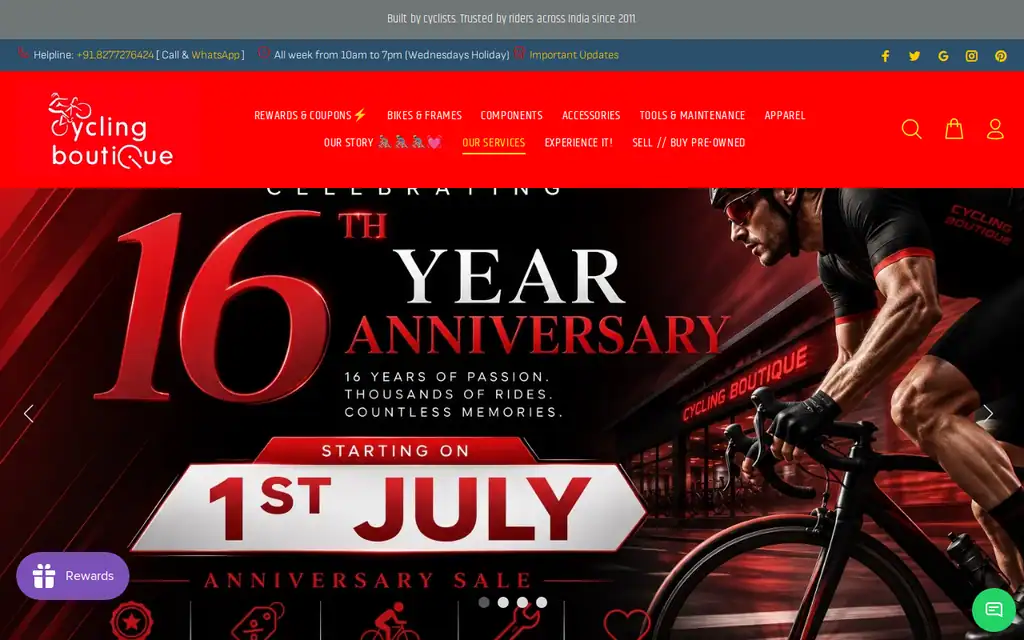 Built by cyclists. Trusted by riders across India since 2011.
Helpline: +91.8277276424 [ Call & WhatsApp ] All week from 10am to 7pm (Wednesdays Holiday) Important Updates
cycling
boutique
REWARDS & COUPONS⚡ BIKES & FRAMES COMPONENTS ACCESSORIES TOOLS & MAINTENANCE APPAREL
OUR STORY OUR SERVICES EXPERIENCE IT! SELL // BUY PRE-OWNED
CELEBRATING
16TH
YEAR
ANNIVERSARY
16 YEARS OF PASSION.
THOUSANDS OF RIDES.
COUNTLESS MEMORIES.
STARTING ON
1ST JULY
ANNIVERSARY SALE
CYCLING
BOUTIQUE
CYCLING BOUTIQUE
Rewards